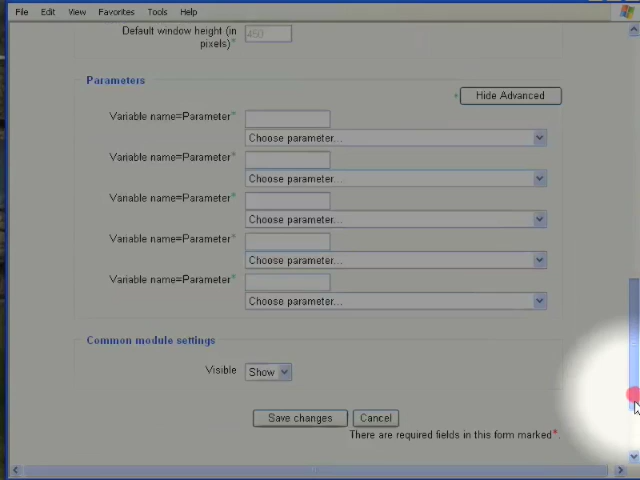 File Edit View Favorites Tools Help
Default window height (in pixels)* 450
Parameters
* Hide Advanced
Variable name=Parameter*
Choose parameter...
Variable name=Parameter*
Choose parameter...
Variable name=Parameter*
Choose parameter...
Variable name=Parameter*
Choose parameter...
Variable name=Parameter*
Choose parameter...
Common module settings
Visible Show
Save changes Cancel
There are required fields in this form marked*.